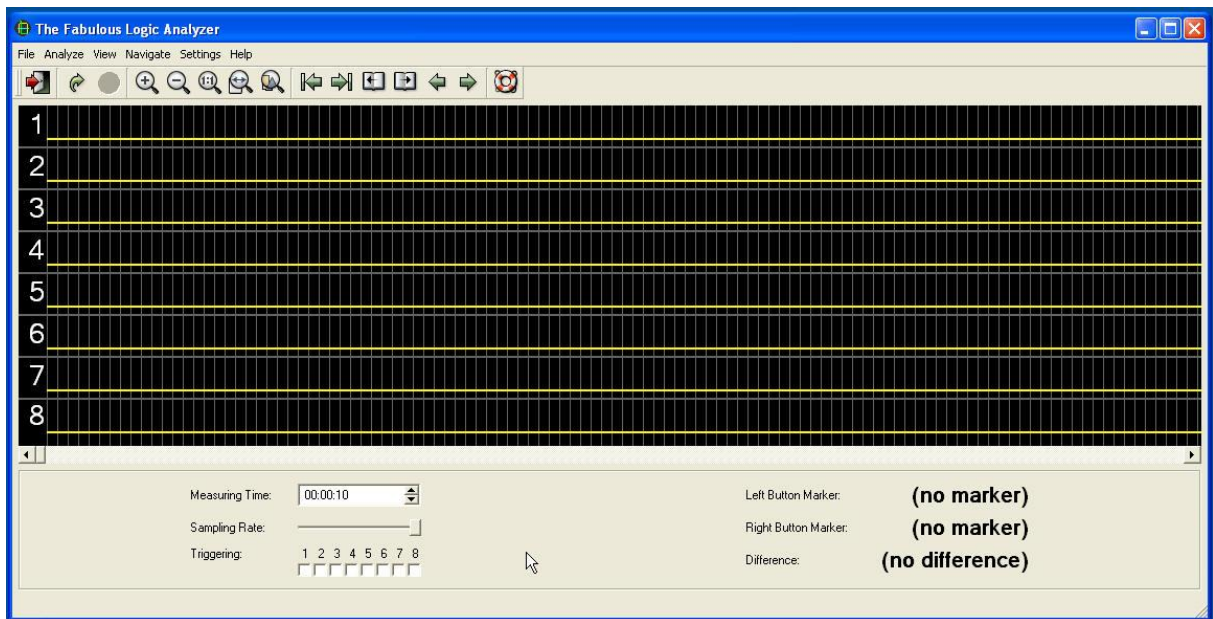 The Fabulous Logic Analyzer
File Analyze View Navigate Settings Help
1:1
1
2
3
4
5
6
7
8
Measuring Time: 00:00:10
Left Button Marker: (no marker)
Sampling Rate:
Right Button Marker: (no marker)
Triggering: 1 2 3 4 5 6 7 8
Difference: (no difference)